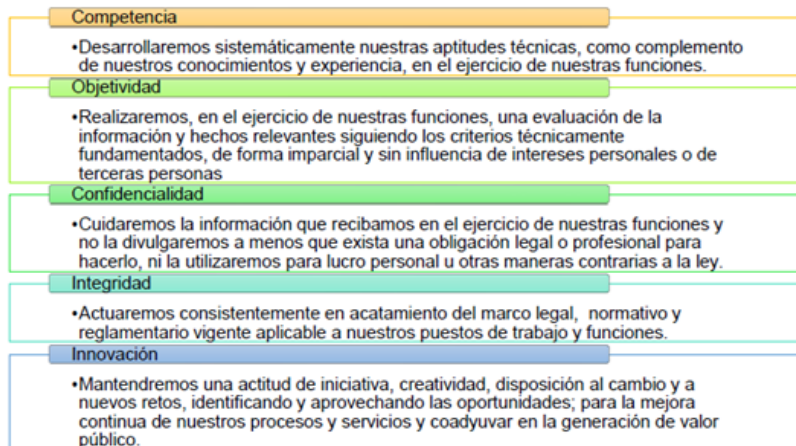 Competencia
•Desarrollaremos sistemáticamente nuestras aptitudes técnicas, como complemento
de nuestros conocimientos y experiencia, en el ejercicio de nuestras funciones.
Objetividad
•Realizaremos, en el ejercicio de nuestras funciones, una evaluación de la
información y hechos relevantes siguiendo los criterios técnicamente
fundamentados, de forma imparcial y sin influencia de intereses personales o de
terceras personas
Confidencialidad
•Cuidaremos la información que recibamos en el ejercicio de nuestras funciones y
no la divulgaremos a menos que exista una obligación legal o profesional para
hacerlo, ni la utilizaremos para lucro personal u otras maneras contrarias a la ley.
Integridad
•Actuaremos consistentemente en acatamiento del marco legal, normativo y
reglamentario vigente aplicable a nuestros puestos de trabajo y funciones.
Innovación
•Mantendremos una actitud de iniciativa, creatividad, disposición al cambio y a
nuevos retos, identificando y aprovechando las oportunidades; para la mejora
continua de nuestros procesos y servicios y coadyuvar en la generación de valor
público.